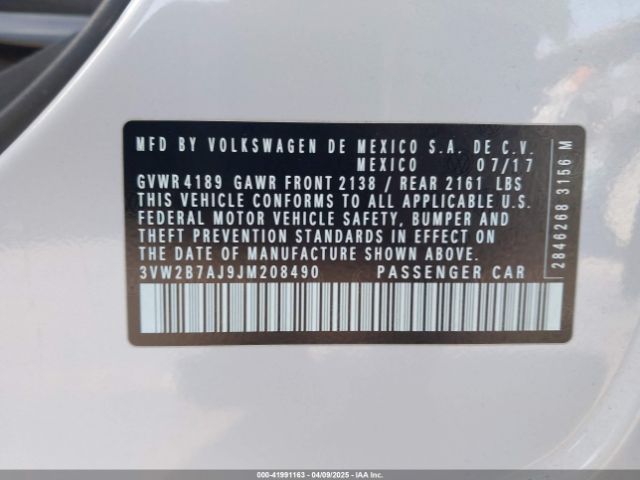 MFD BY VOLKSWAGEN DE MEXICO S.A. DE C.V.
MEXICO 07/17
GVWR 4189 GAWR FRONT 2138 / REAR 2161 LBS
THIS VEHICLE CONFORMS TO ALL APPLICABLE U.S.
FEDERAL MOTOR VEHICLE SAFETY, BUMPER AND
THEFT PREVENTION STANDARDS IN EFFECT ON
THE DATE OF MANUFACTURE SHOWN ABOVE.
3VW2B7AJ9JM208490 PASSENGER CAR
2846268 3156 M
000-41991163 - 04/09/2025 - IAA Inc.